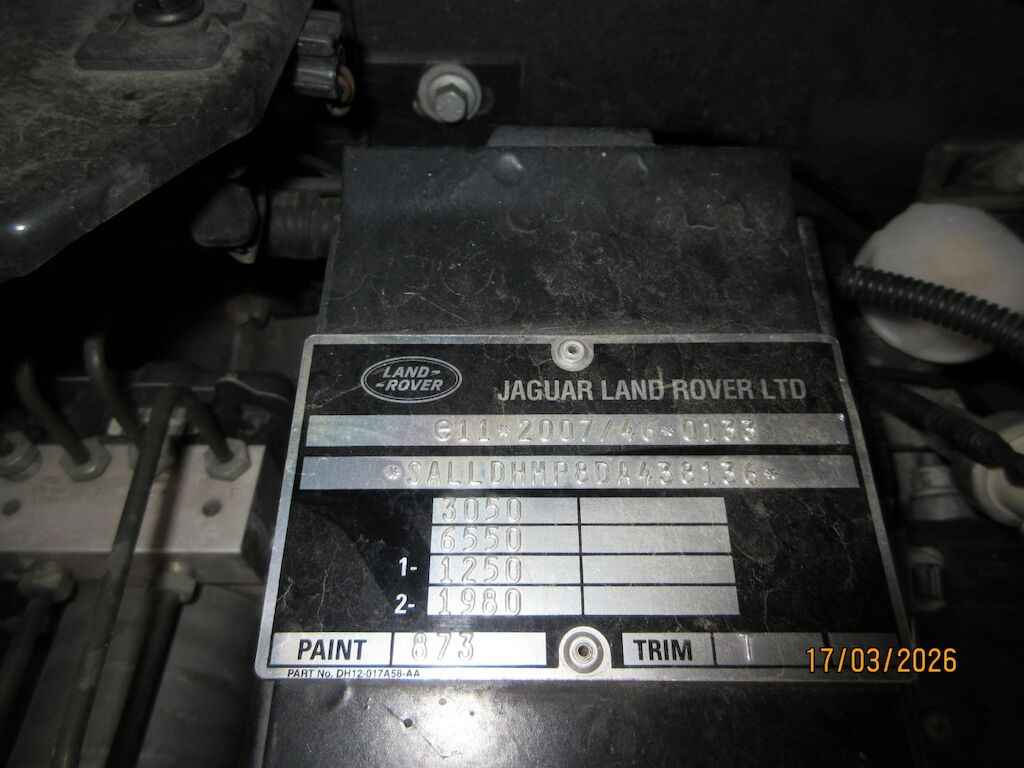 LAND-
-ROVER
JAGUAR LAND ROVER LTD
e11*2007/46*0133
*SALLDHMP8DA438136*
3050
6550
1- 1250
2- 1980
PAINT 873 TRIM T
PART No. DH12-017A58-AA
17/03/2026